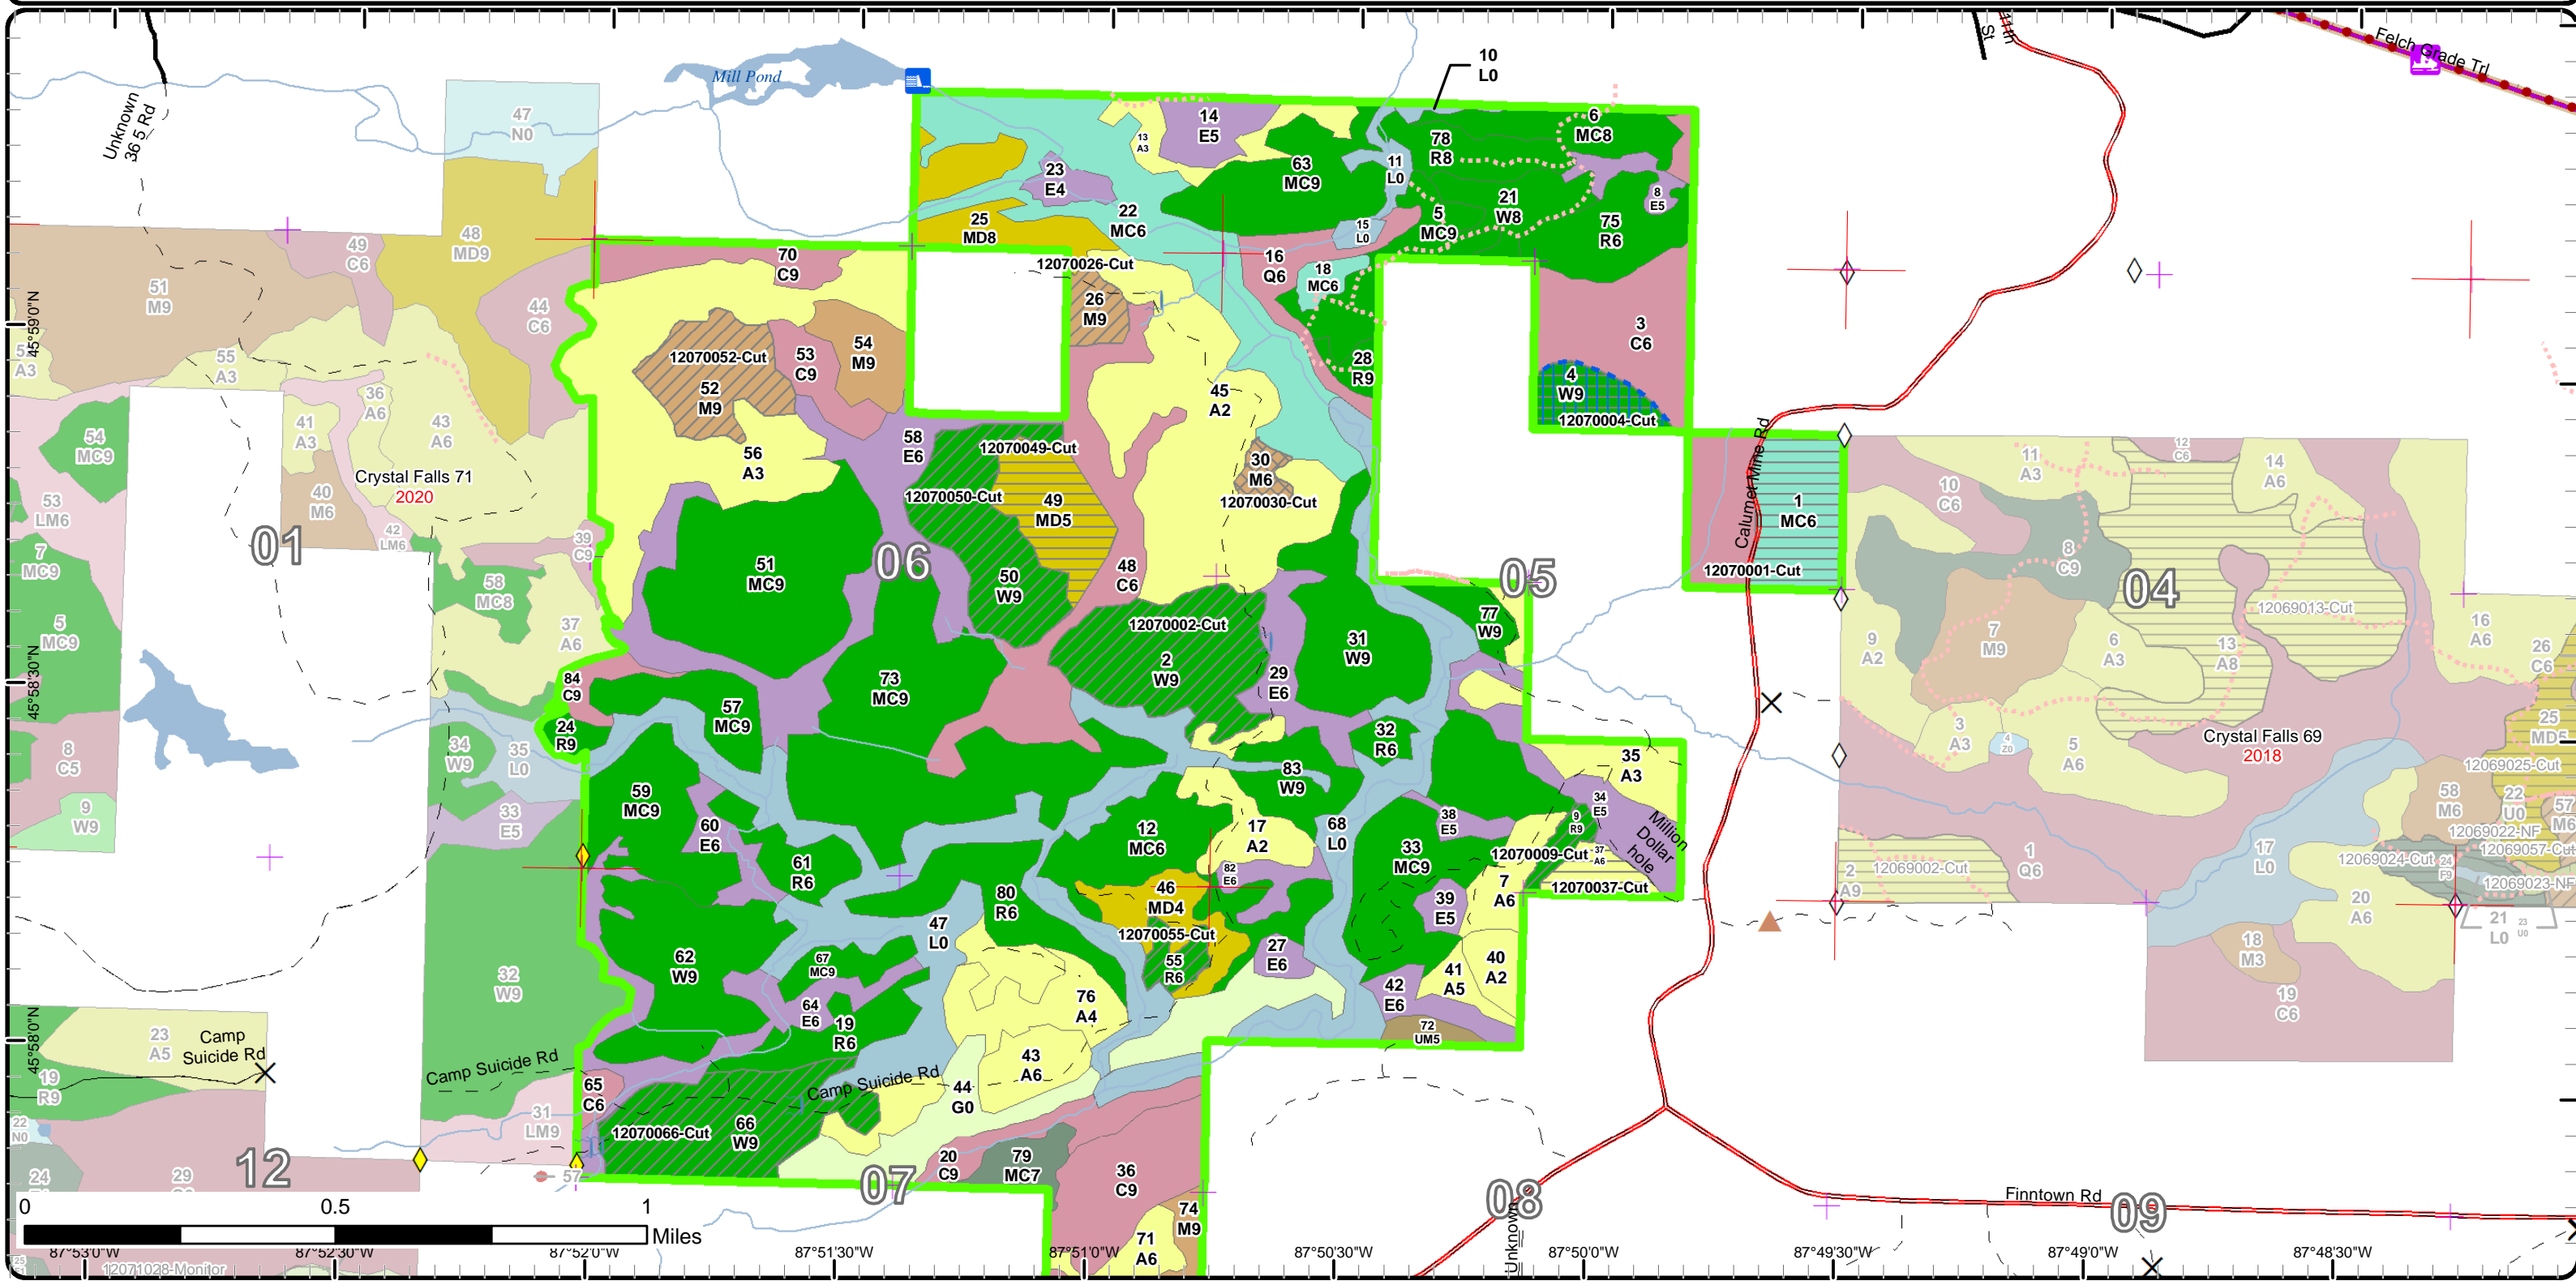 Mill Pond
10
L0
11th
St
Felch Grade Trl
Unknown
36 5 Rd
47
N0
14
E5
13
A3
6
MC8
78
R8
63
MC9
11
L0
23
E4
8
E5
21
W8
22
MC6
25
MD8
5
MC9
75
R6
15
L0
49
C6
48
MD9
70
C9
12070026-Cut
16
Q6
18
MC6
51
M9
44
C6
26
M9
3
C6
45°59'0"N
A3
55
A3
12070052-Cut
53
C9
54
M9
52
M9
28
R9
4
W9
12070004-Cut
45
A2
36
A6
41
A3
43
A6
54
MC9
58
E6
12070049-Cut
56
A3
30
M6
12070030-Cut
Crystal Falls 71
2020
40
M6
53
LM6
42
LM6
12070050-Cut
49
MD5
Calumet Mine Rd
1
MC6
12070001-Cut
11
A3
12
C6
14
A6
10
C6
39
C9
01
7
MC9
51
MC9
06
50
W9
48
C6
05
8
C9
04
12069013-Cut
58
MC8
5
MC9
37
A6
12070002-Cut
2
W9
31
W9
77
W9
9
A2
7
M9
6
A3
13
A8
16
A6
26
C6
45°58'30"N
84
C9
73
MC9
29
E6
57
MC9
24
R9
32
R6
34
W9
35
L0
8
C5
3
A3
4
Z0
5
A6
Crystal Falls 69
2018
25
MD5
12069025-Cut
35
A3
83
W9
59
MC9
9
W9
33
E5
60
E6
34
E5
Million
Dollar
hole
38
E5
9
R9
12
MC6
17
A2
68
L0
58
M6
22
U0
57
M6
12069022-NF
12069057-Cut
61
R6
33
MC9
12070009-Cut
37
A6
12070037-Cut
82
E6
2
A9
12069002-Cut
1
Q6
17
L0
12069024-Cut
24
F9
12069023-NF
80
R6
46
MD4
7
A6
39
E5
20
A6
21
L0
23
U0
47
L0
12070055-Cut
55
R6
27
E6
62
W9
67
MC9
40
A2
41
A5
18
M3
32
W9
42
E6
76
A4
64
E6
19
R6
72
UM5
19
C6
45°58'0"N
23
A5
Camp
Suicide Rd
Camp Suicide Rd
Camp Suicide Rd
43
A6
19
R9
65
C6
44
G0
31
LM9
22
N0
12070066-Cut
66
W9
20
C9
79
MC7
36
C9
24
12
29
57
07
08
Unknown
Finntown Rd
09
74
M9
71
A6
0
0.5
1
Miles
12071028-Monitor
87°53'0"W
87°52'30"W
87°52'0"W
87°51'30"W
87°51'0"W
87°50'30"W
87°50'0"W
87°49'30"W
87°49'0"W
87°48'30"W